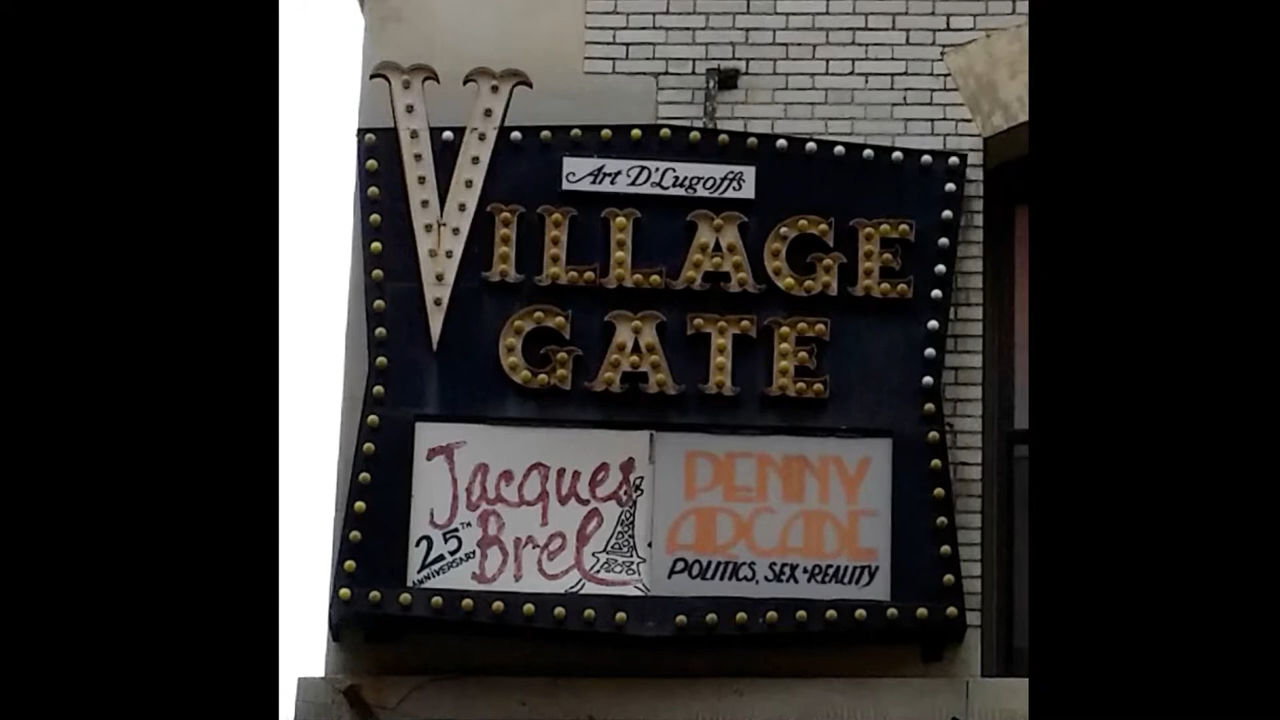 Art D'Lugoff's
VILLAGE
GATE
Jacques
Brel
25TH
ANNIVERSARY
PENNY
ARCADE
POLITICS, SEX & REALITY